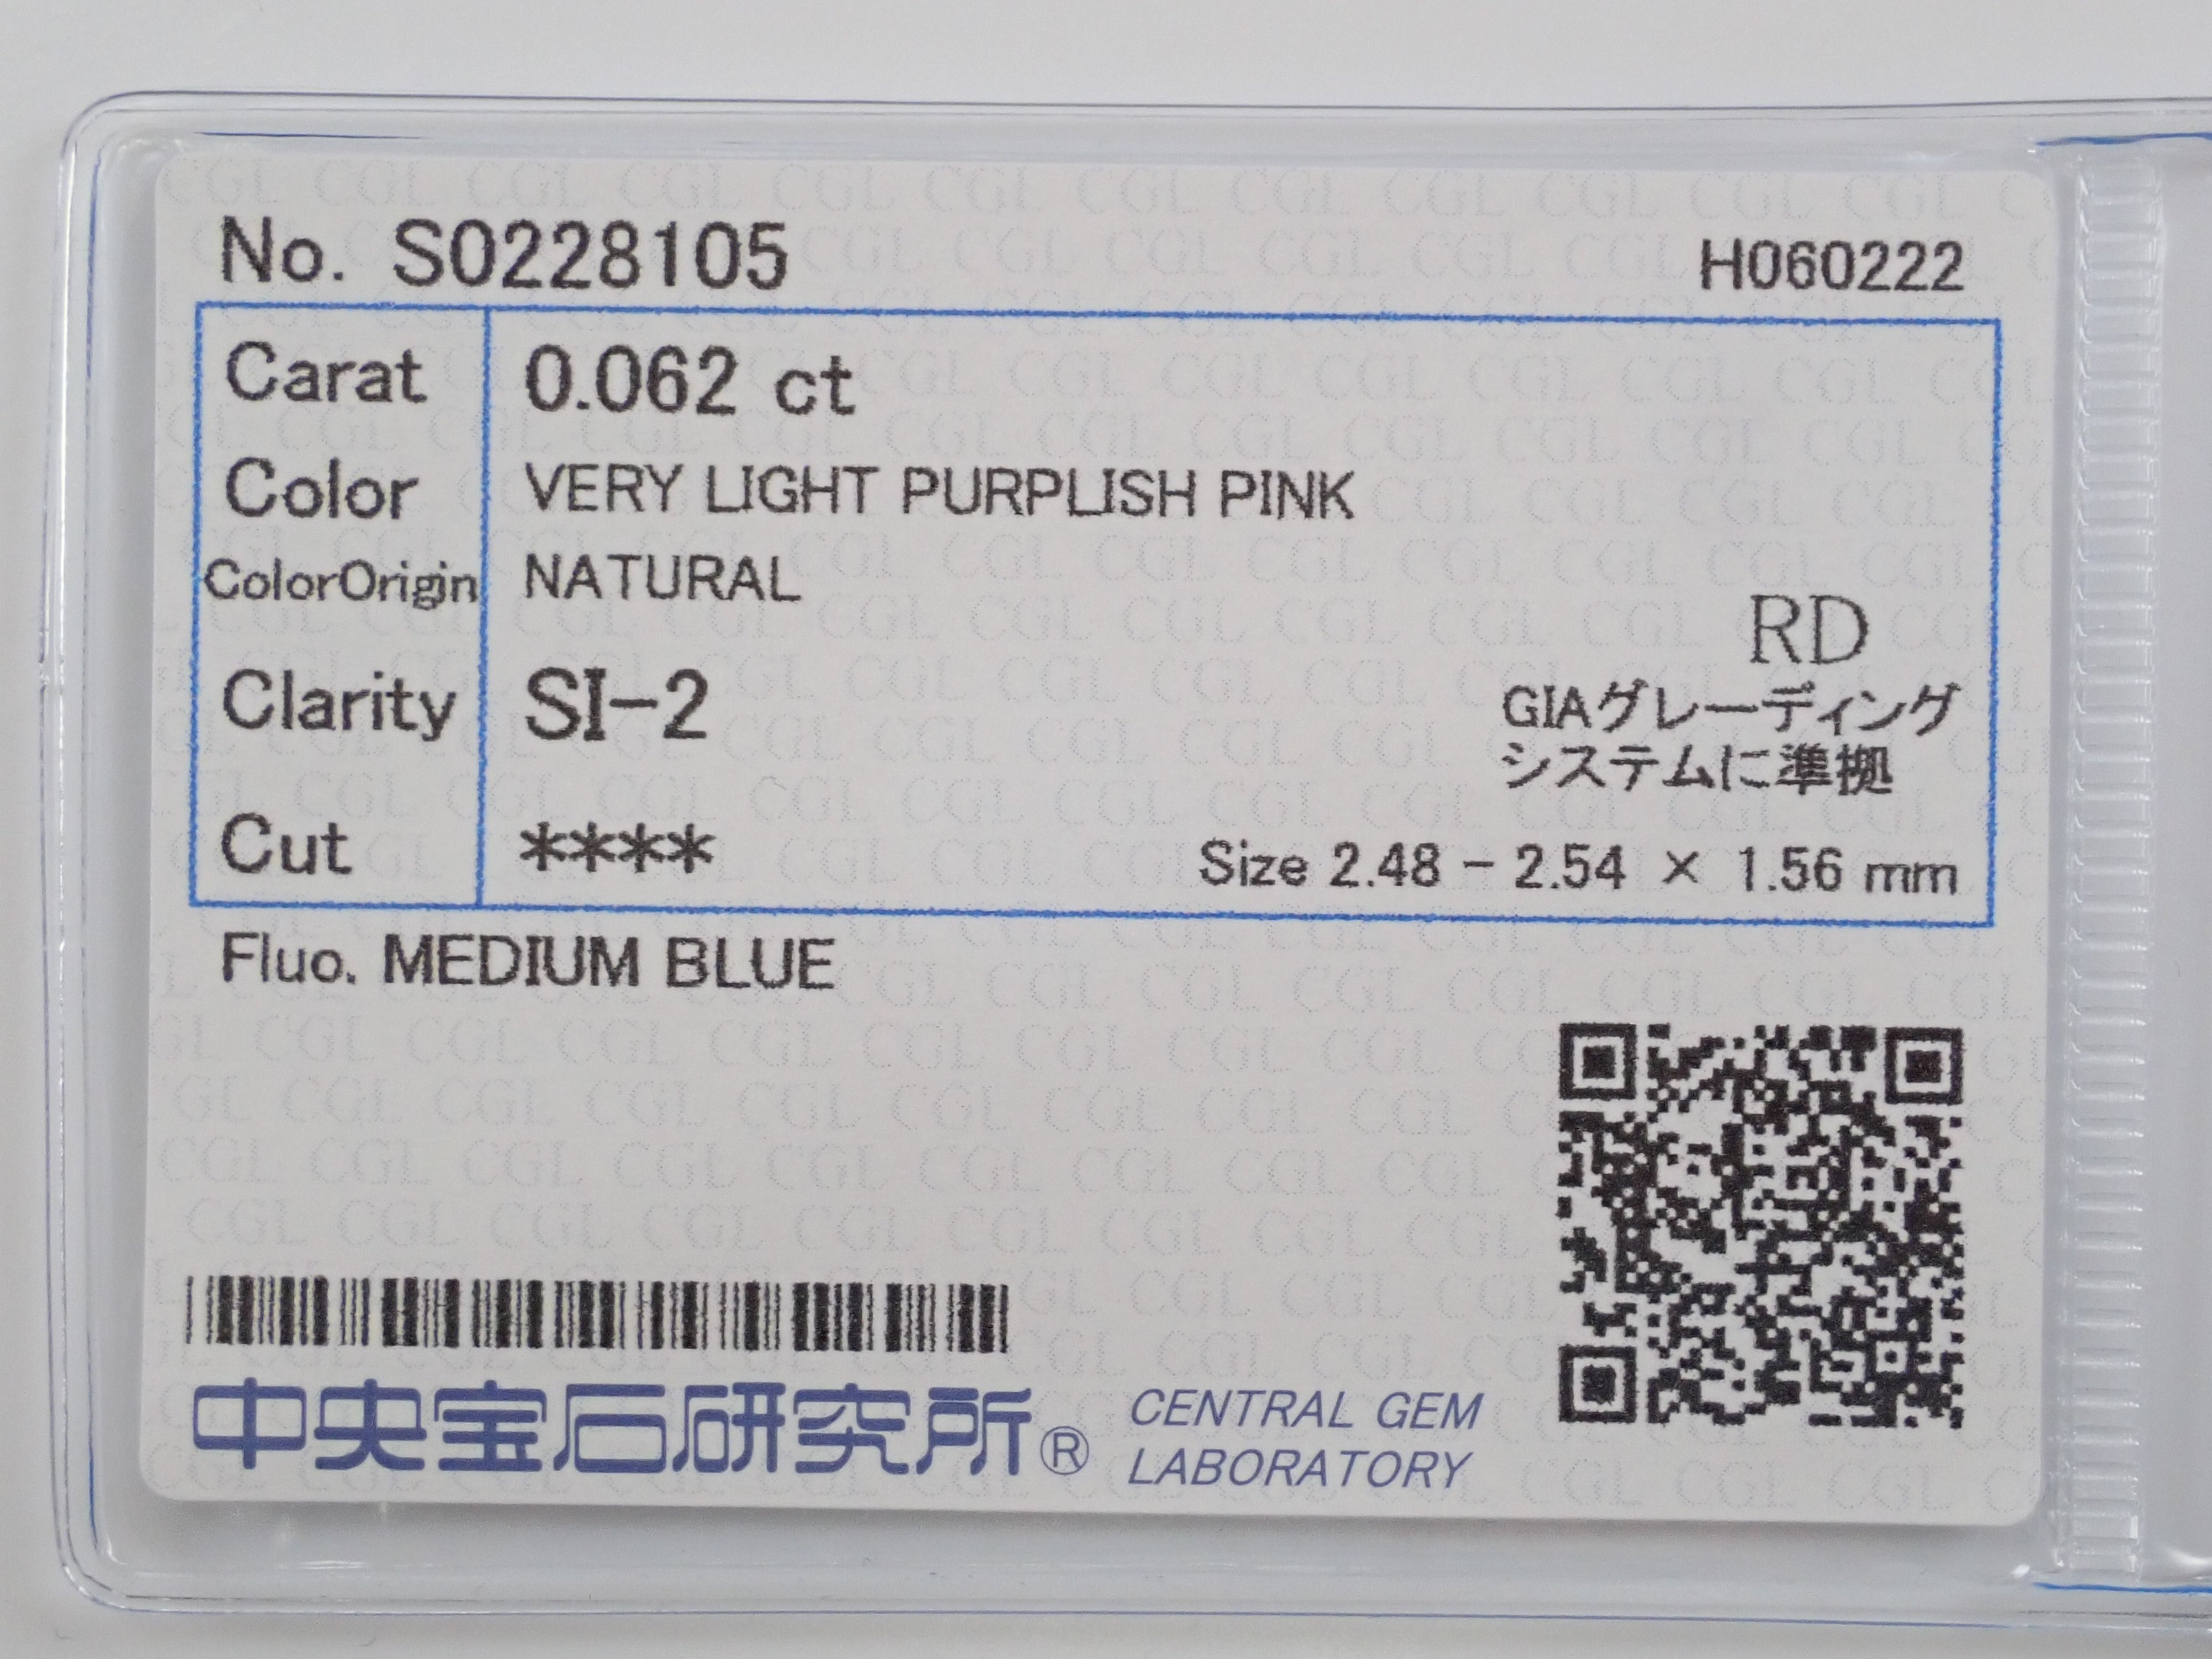 No. S0228105 H060222
Carat 0.062 ct
Color VERY LIGHT PURPLISH PINK
ColorOrigin NATURAL
RD
Clarity SI-2
GIAグレーディング
システムに準拠
Cut ****
Size 2.48 - 2.54 × 1.56 mm
Fluo. MEDIUM BLUE
中央宝石研究所® CENTRAL GEM
LABORATORY